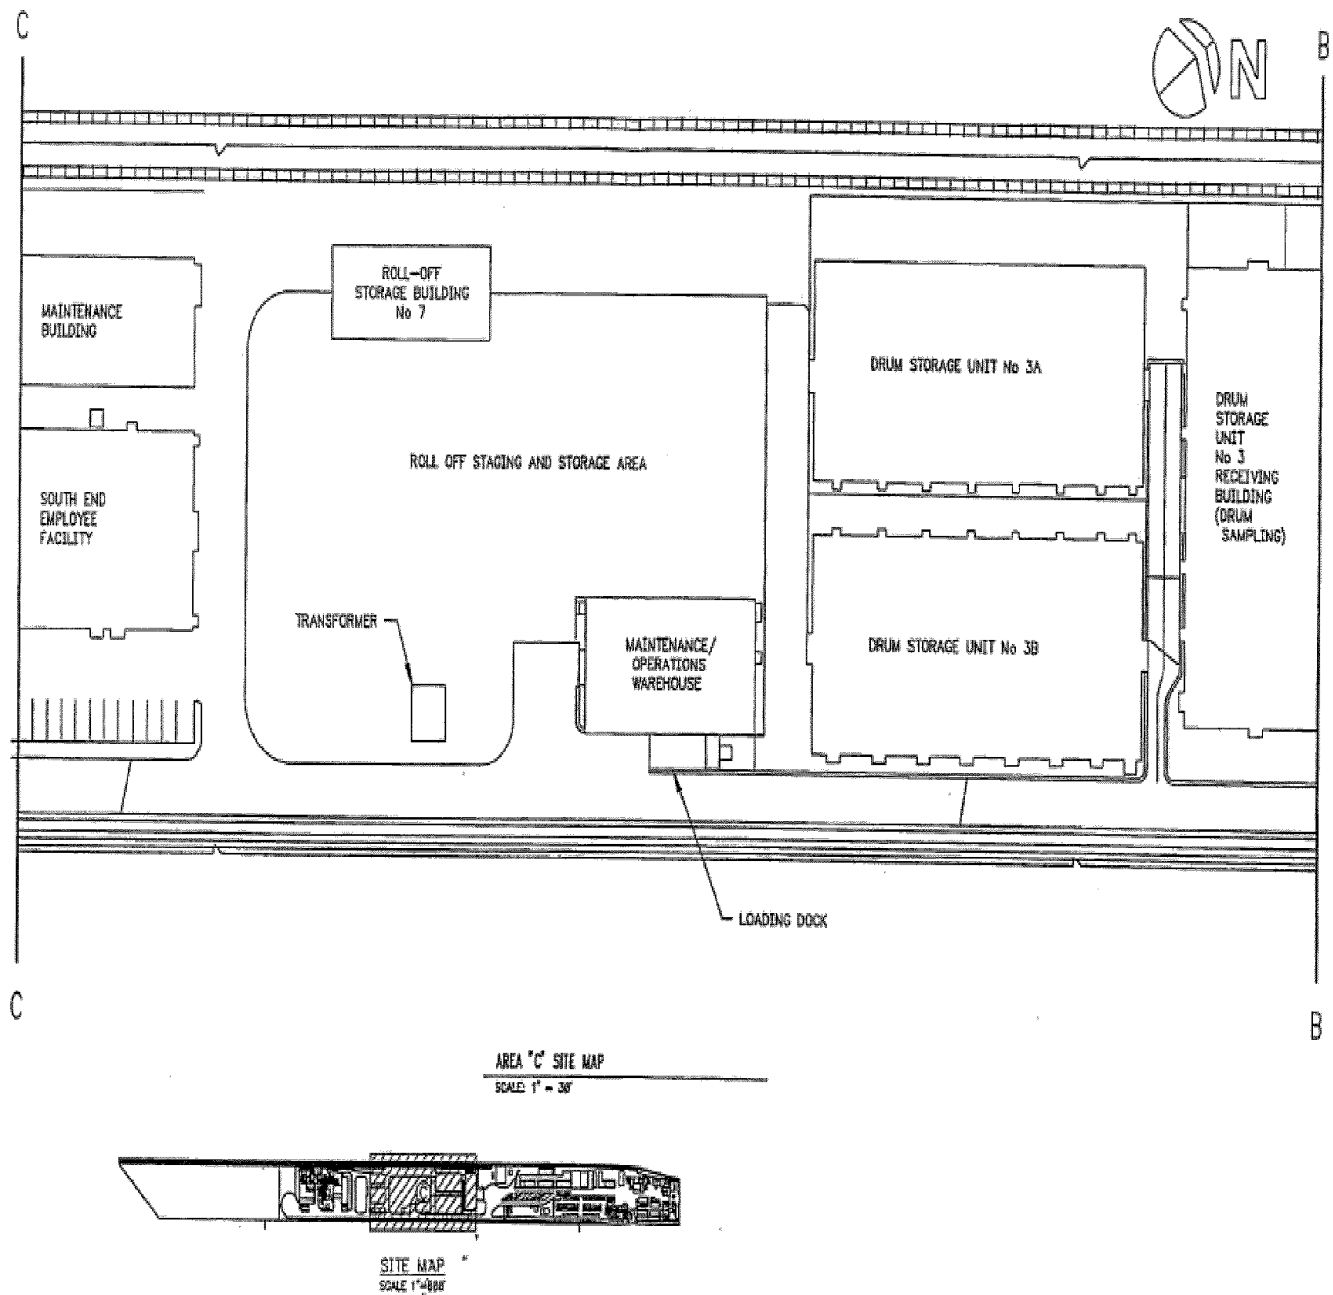 C
B
N
ROLL-OFF
STORAGE BUILDING
No 7
MAINTENANCE
BUILDING
DRUM STORAGE UNIT No 3A
DRUM
STORAGE
UNIT
No 3
RECEIVING
BUILDING
(DRUM
SAMPLING)
ROLL OFF STAGING AND STORAGE AREA
SOUTH END
EMPLOYEE
FACILITY
TRANSFORMER
MAINTENANCE/
OPERATIONS
WAREHOUSE
DRUM STORAGE UNIT No 3B
LOADING DOCK
C
B
AREA "C" SITE MAP
SCALE: 1" = 30'
C
SITE MAP
SCALE 1"=